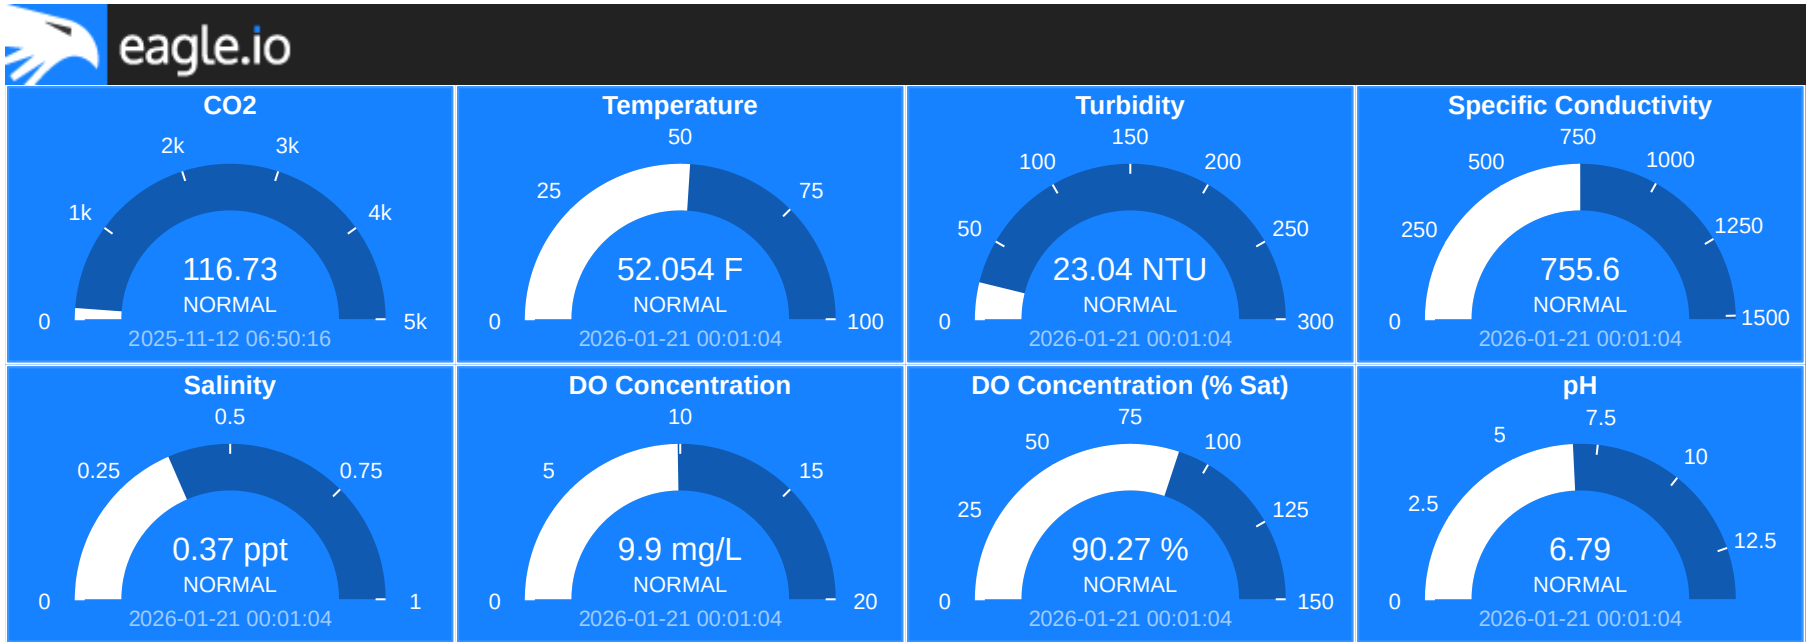 eagle.io
CO2
2k 3k
1k 4k
0 5k
116.73
NORMAL
2025-11-12 06:50:16
Temperature
50
25 75
0 100
52.054 F
NORMAL
2026-01-21 00:01:04
Turbidity
150
100 200
50 250
0 300
23.04 NTU
NORMAL
2026-01-21 00:01:04
Specific Conductivity
750
500 1000
250 1250
0 1500
755.6
NORMAL
2026-01-21 00:01:04
Salinity
0.5
0.25 0.75
0 1
0.37 ppt
NORMAL
2026-01-21 00:01:04
DO Concentration
10
5 15
0 20
9.9 mg/L
NORMAL
2026-01-21 00:01:04
DO Concentration (% Sat)
75
50 100
25 125
0 150
90.27 %
NORMAL
2026-01-21 00:01:04
pH
7.5
5 10
2.5 12.5
0
6.79
NORMAL
2026-01-21 00:01:04